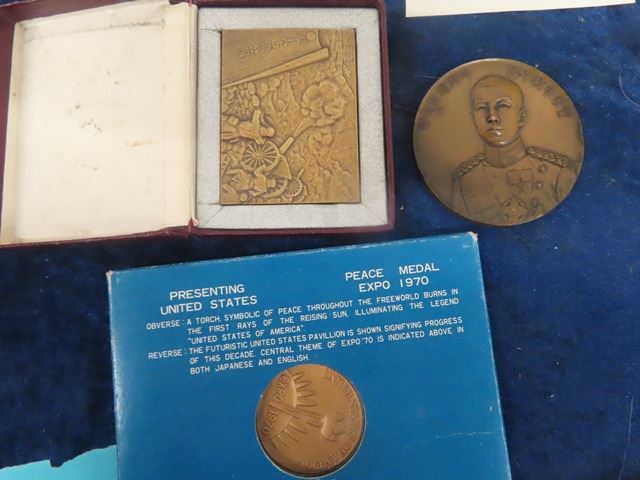 PRESENTING
UNITED STATES
PEACE MEDAL
EXPO 1970
OBVERSE: A TORCH, SYMBOLIC OF PEACE THROUGHOUT THE FREEWORLD BURNS IN
THE FIRST RAYS OF THE REISING SUN, ILLUMINATING THE LEGEND
"UNITED STATES OF AMERICA".
REVERSE: THE FUTURISTIC UNITED STATES PAVILLION IS SHOWN SIGNIFYING PROGRESS
OF THIS DECADE. CENTRAL THEME OF EXPO'70 IS INDICATED ABOVE IN
BOTH JAPANESE AND ENGLISH.
EXPO 1970